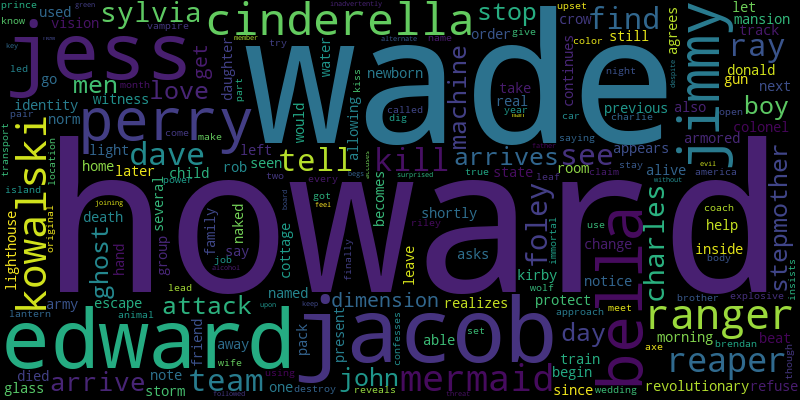 prince used sylvia cinderella stop find crow upset let green
know vision vampire inadvertently alternate name order give still agrees mansion key
jess wade jimmy ray
led go men love get daughter try part member water kiss machine take real newborn continues color night despite track donald gun next
month witness identity pair norm perry would allowing called dig year car charlie previous also open boy
transport location kowalski light make come left dave tell kill arrives see saying appears armored colonel
home later child rob seen two every true state leaf room stay alive america
island original death power several howard becomes surprised foley claim without evil stepmother
lighthouse joining ghost hand group family naked say board got feel riley shortly immortal charles use coach help inside body
job cottage asks kirby change notice wolf insists
army escape lead alcohol upon finally leave dimension realizes protect meet brother explosive
lantern animal attack named keep present confesses ranger
edward friend away pack jacob able set day bella approach morning brendan beat
wife john reveals mermaid train begin axe reaper though
glass died arrive note storm team one using destroy since wedding revolutionary refuse
followed